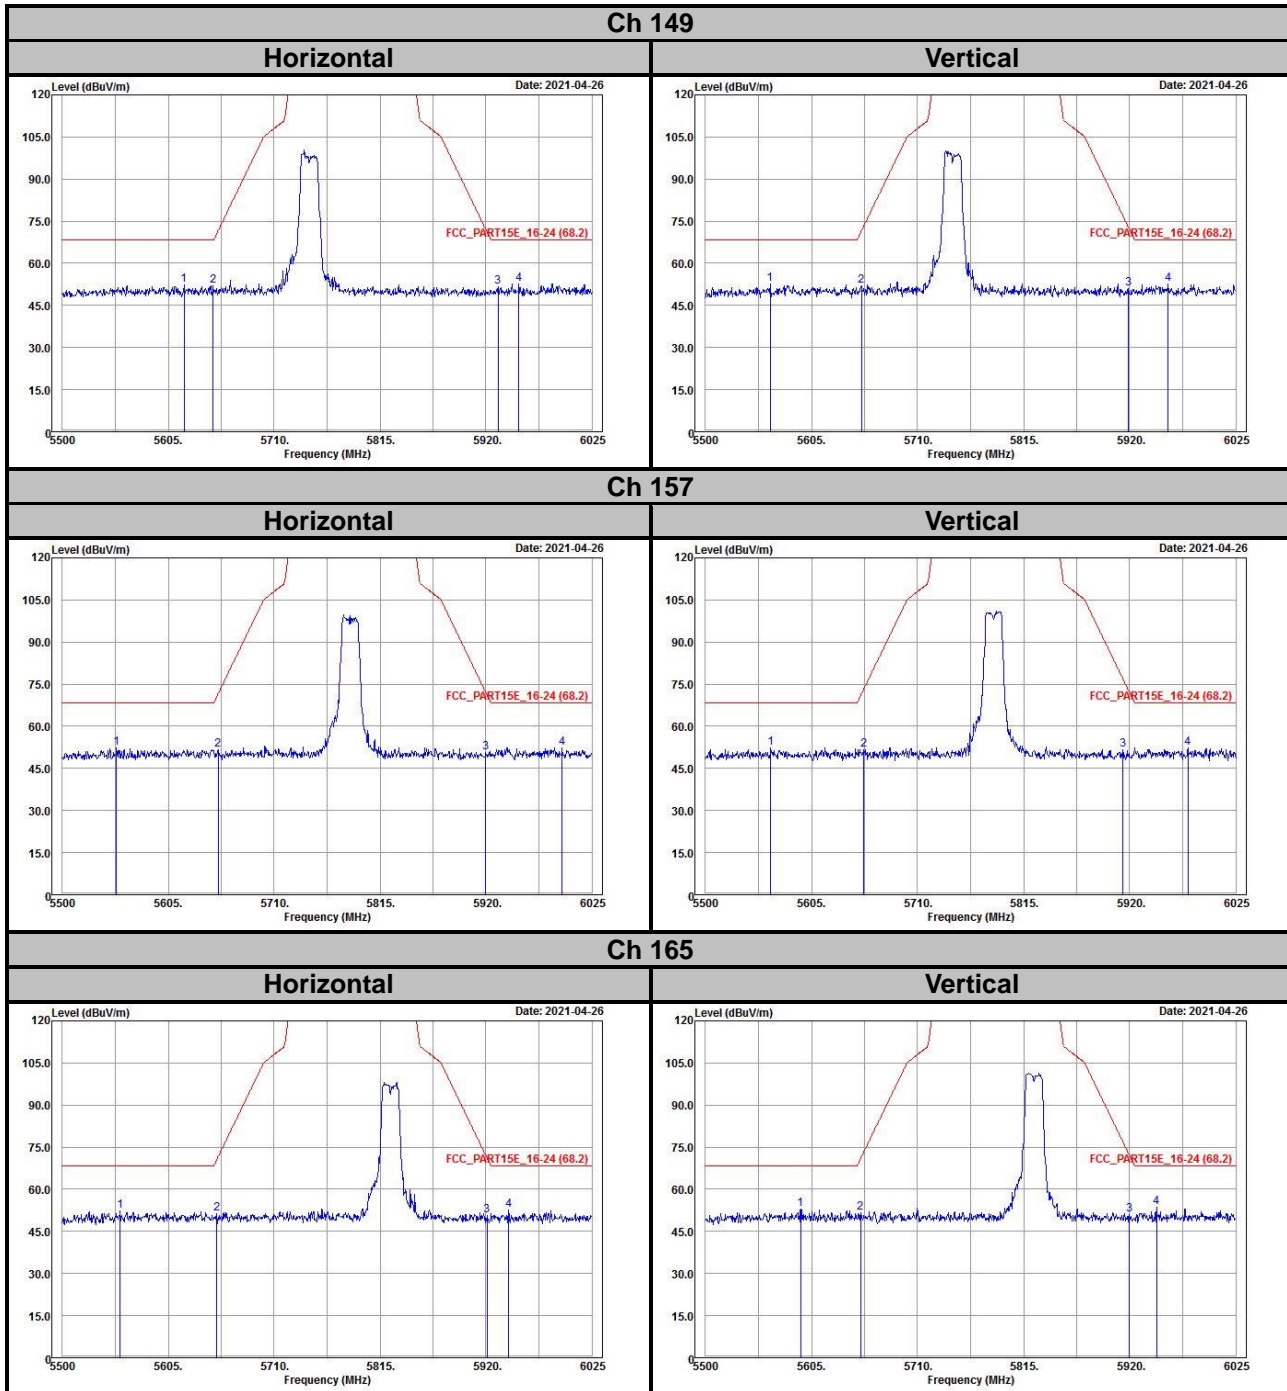 Ch 149
Horizontal Vertical
Level (dBuV/m) Date: 2021-04-26 Level (dBuV/m) Date: 2021-04-26
120 120
105.0 105.0
90.0 90.0
75.0 75.0
FCC_PART15E_16-24 (68.2) FCC_PART15E_16-24 (68.2)
60.0 60.0
1 2 3 4 1 2 3 4
45.0 45.0
30.0 30.0
15.0 15.0
0 0
5500 5605. 5710. 5815. 5920. 6025 5500 5605. 5710. 5815. 5920. 6025
Frequency (MHz) Frequency (MHz)
Ch 157
Horizontal Vertical
Level (dBuV/m) Date: 2021-04-26 Level (dBuV/m) Date: 2021-04-26
120 120
105.0 105.0
90.0 90.0
75.0 75.0
FCC_PART15E_16-24 (68.2) FCC_PART15E_16-24 (68.2)
60.0 60.0
1 2 3 4 1 2 3 4
45.0 45.0
30.0 30.0
15.0 15.0
0 0
5500 5605. 5710. 5815. 5920. 6025 5500 5605. 5710. 5815. 5920. 6025
Frequency (MHz) Frequency (MHz)
Ch 165
Horizontal Vertical
Level (dBuV/m) Date: 2021-04-26 Level (dBuV/m) Date: 2021-04-26
120 120
105.0 105.0
90.0 90.0
75.0 75.0
FCC_PART15E_16-24 (68.2) FCC_PART15E_16-24 (68.2)
60.0 60.0
1 2 3 4 1 2 3 4
45.0 45.0
30.0 30.0
15.0 15.0
0 0
5500 5605. 5710. 5815. 5920. 6025 5500 5605. 5710. 5815. 5920. 6025
Frequency (MHz) Frequency (MHz)